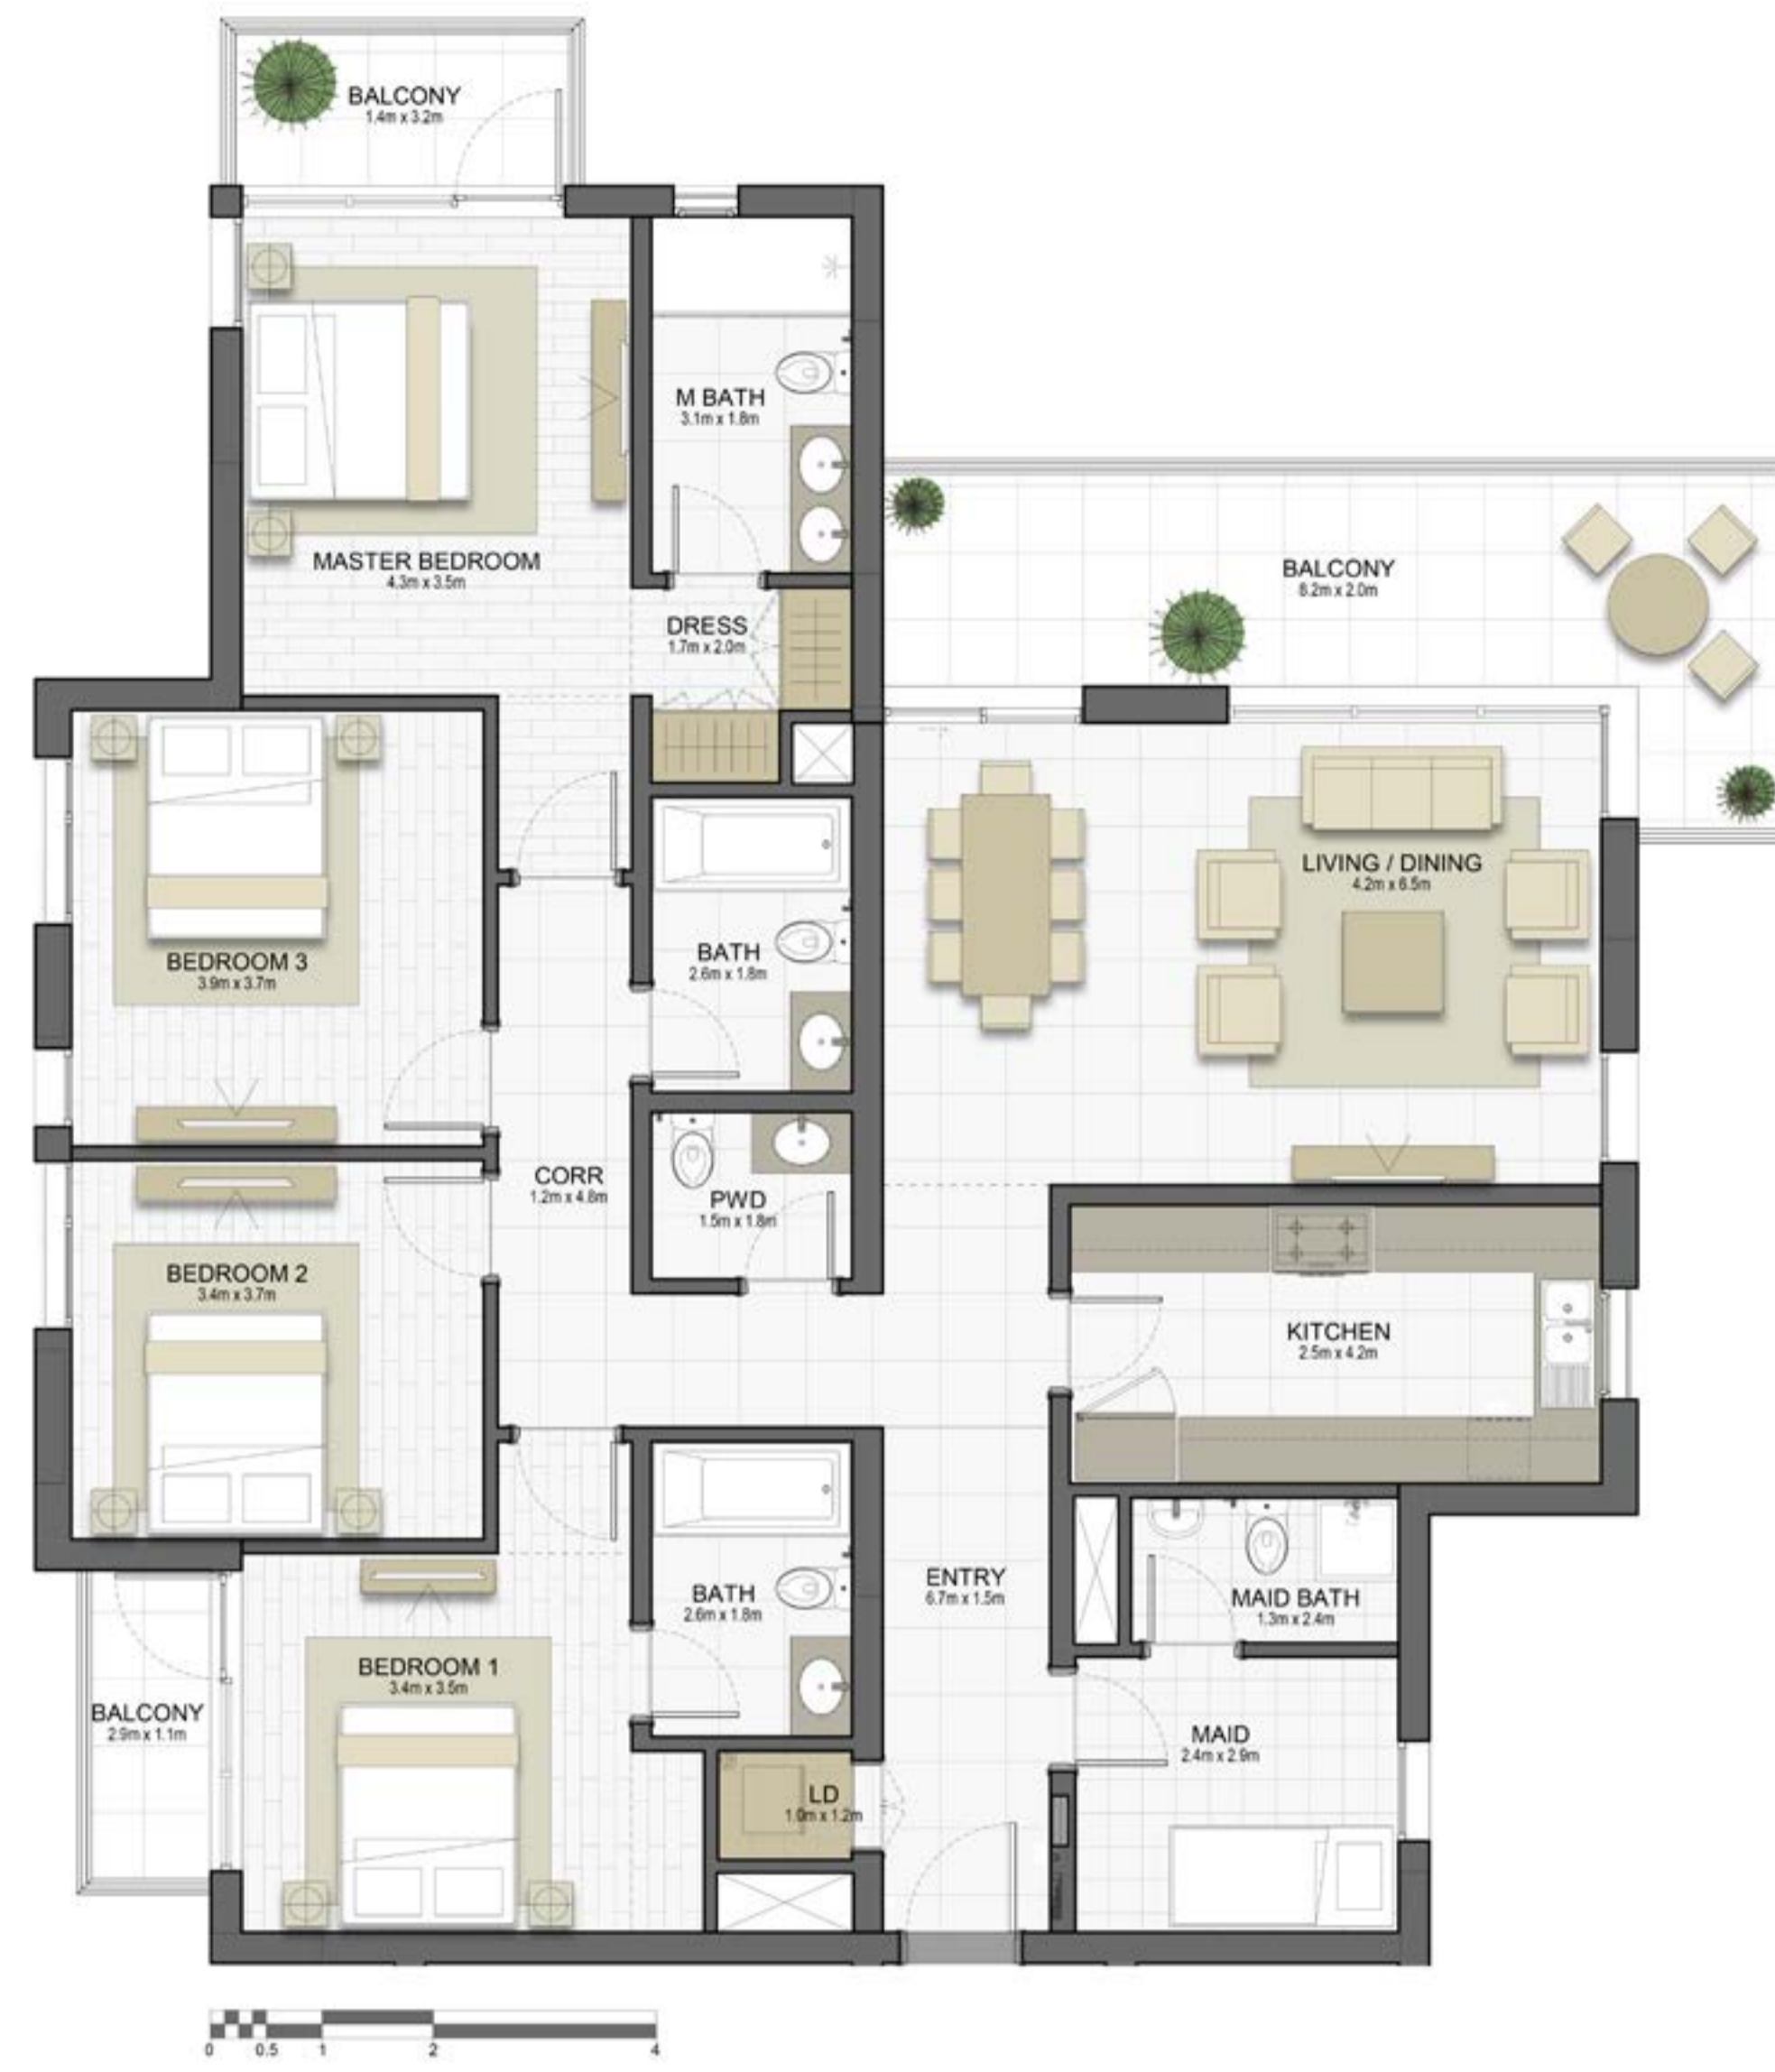 BALCONY
1.4m x 3.2m
M BATH
3.1m x 1.8m
MASTER BEDROOM
4.3m x 3.5m
BALCONY
8.2m x 2.0m
DRESS
1.7m x 2.0m
LIVING / DINING
4.2m x 6.5m
BEDROOM 3
3.9m x 3.7m
BATH
2.6m x 1.8m
CORR
1.2m x 4.8m
PWD
1.5m x 1.8m
BEDROOM 2
3.4m x 3.7m
KITCHEN
2.5m x 4.2m
ENTRY
6.7m x 1.5m
BATH
2.6m x 1.8m
MAID BATH
1.3m x 2.4m
BEDROOM 1
3.4m x 3.5m
BALCONY
2.9m x 1.1m
MAID
2.4m x 2.9m
LD
1.0m x 1.2m
0 0.5 1 2 4